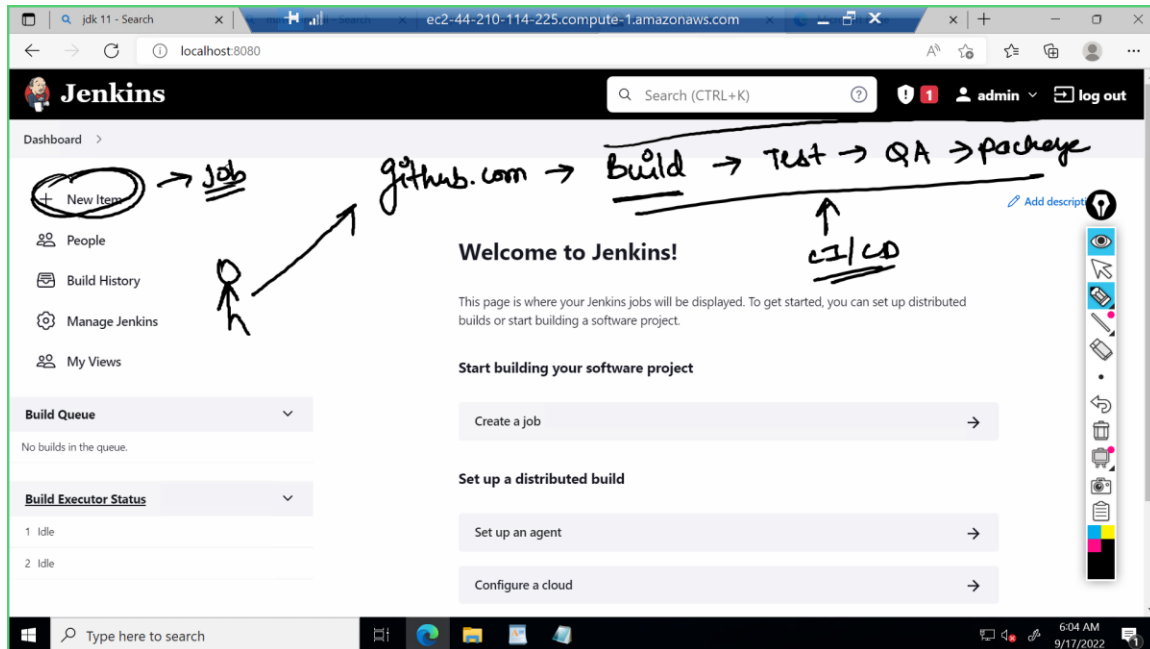 jdk 11 - Search
ec2-44-210-114-225.compute-1.amazonaws.com
localhost:8080
Jenkins
Search (CTRL+K)
1
admin
log out
Dashboard >
+ New Item
→ Job
github.com → Build → Test → QA → package
CI/CD
Add descripti
People
Build History
Manage Jenkins
My Views
Build Queue
No builds in the queue.
Build Executor Status
1 Idle
2 Idle
Welcome to Jenkins!
This page is where your Jenkins jobs will be displayed. To get started, you can set up distributed
builds or start building a software project.
Start building your software project
Create a job
Set up a distributed build
Set up an agent
Configure a cloud
Type here to search
6:04 AM
9/17/2022
1